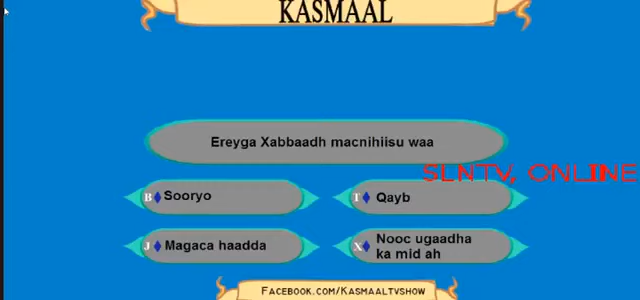 KASMAAL
Ereyga Xabbaadh macnihiisu waa
SLNTV, ONLINE
B Sooryo
T Qayb
J Magaca haadda
X Nooc ugaadha
ka mid ah
FACEBOOK.COM/KASMAALTVSHOW